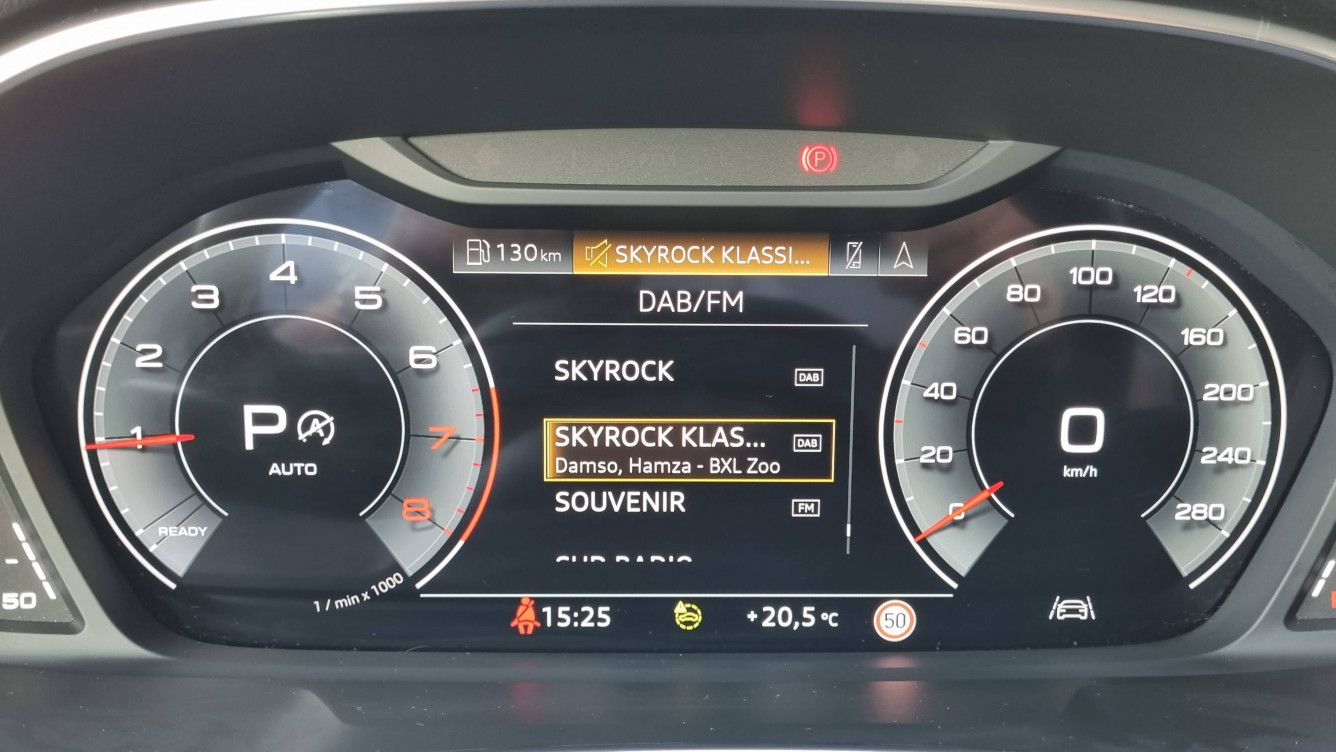 P
130 km
SKYROCK KLASSI...
DAB/FM
SKYROCK
DAB
SKYROCK KLAS...
DAB
Damso, Hamza - BXL Zoo
SOUVENIR
FM
READY
1
2
3
4
5
6
7
8
P A
AUTO
1 / min x 1000
0
20
40
60
80
100
120
160
200
240
280
0
km/h
50
15:25
+20,5 °C
50